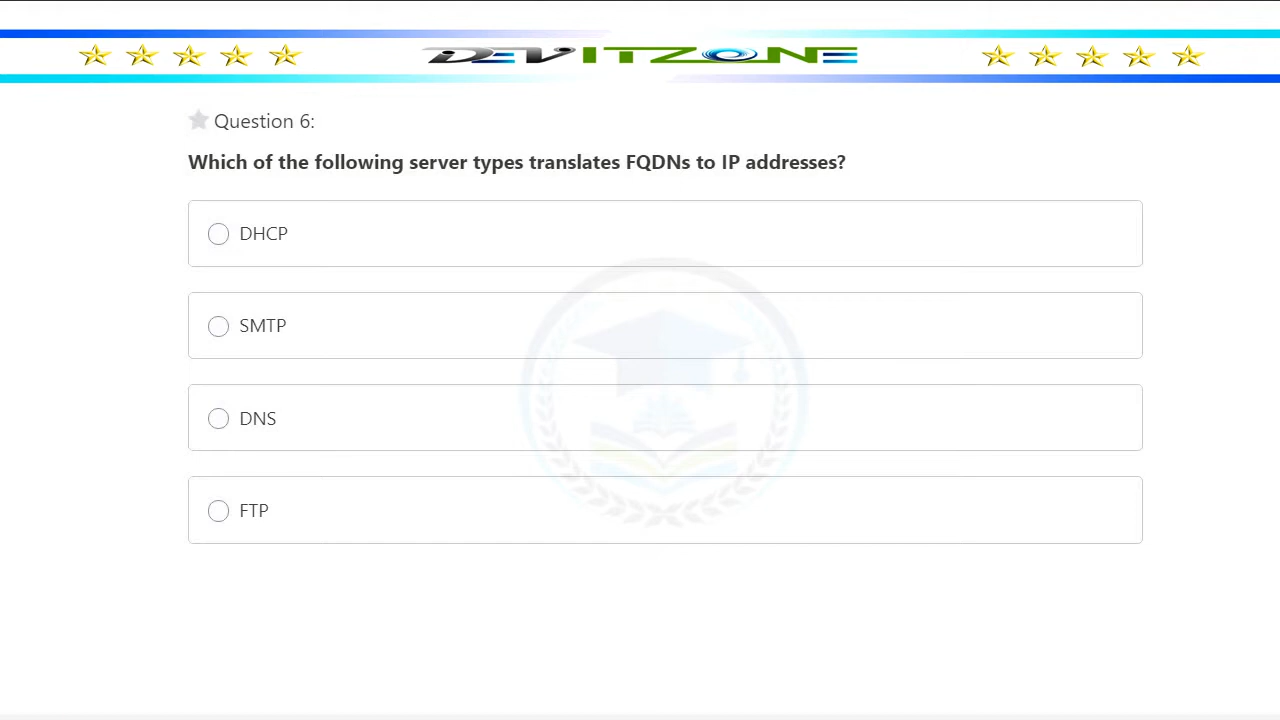 DEVITZONE
Question 6:
Which of the following server types translates FQDNs to IP addresses?
DHCP
SMTP
DNS
FTP